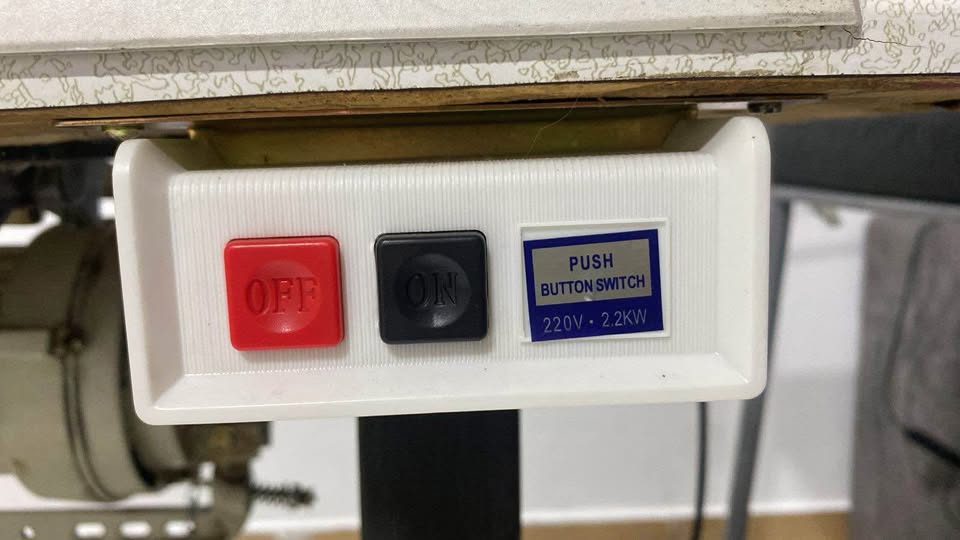 OFF
ON
PUSH
BUTTON SWITCH
220V · 2.2KW